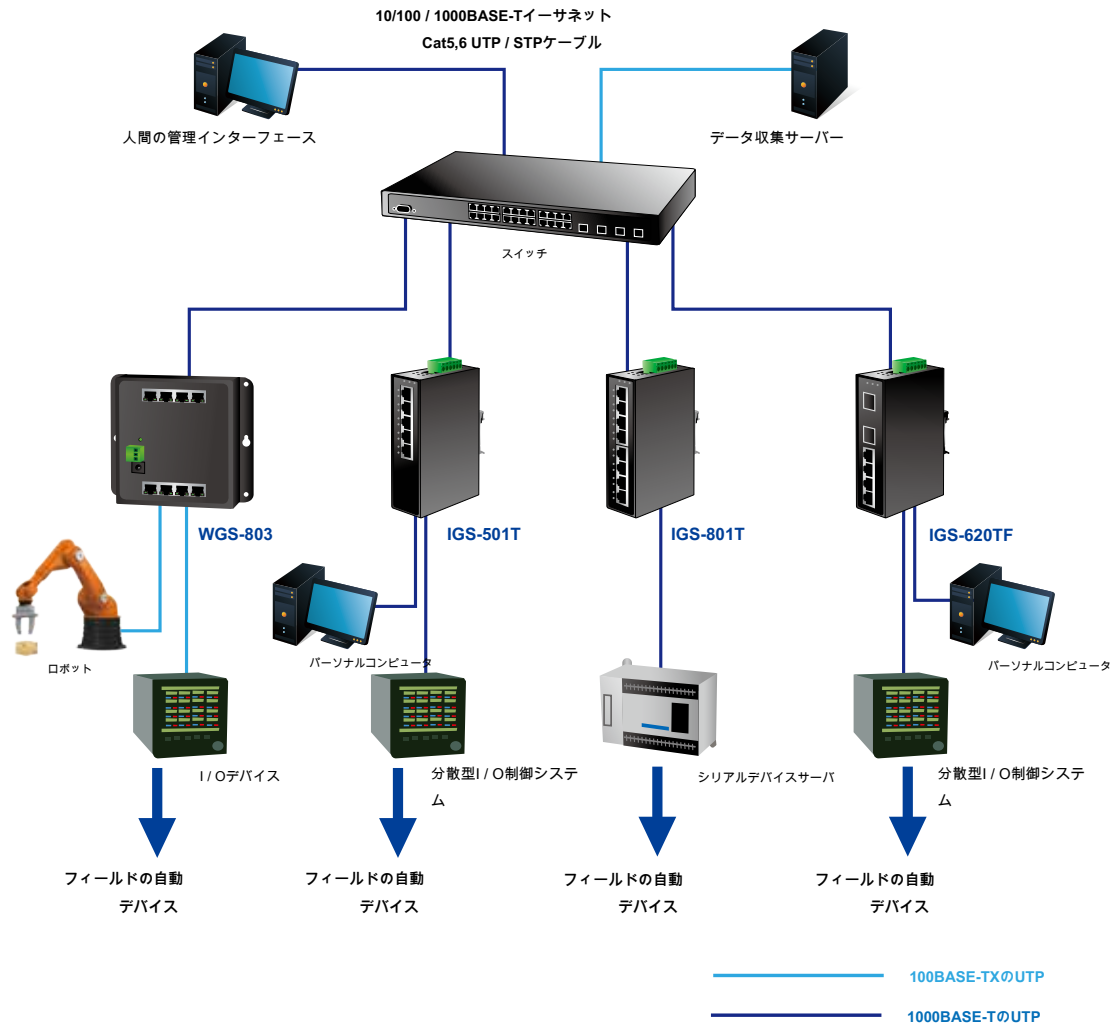 10/100 / 1000BASE-Tイーサネット
Cat5,6 UTP / STPケーブル
人間の管理インターフェース
データ収集サーバー
スイッチ
WGS-803
IGS-501T
IGS-801T
IGS-620TF
ロボット
パーソナルコンピュータ
パーソナルコンピュータ
I / Oデバイス
分散型I / O制御システ
ム
シリアルデバイスサーバ
分散型I / O制御システ
ム
フィールドの自動
デバイス
フィールドの自動
デバイス
フィールドの自動
デバイス
フィールドの自動
デバイス
100BASE-TXのUTP
1000BASE-TのUTP